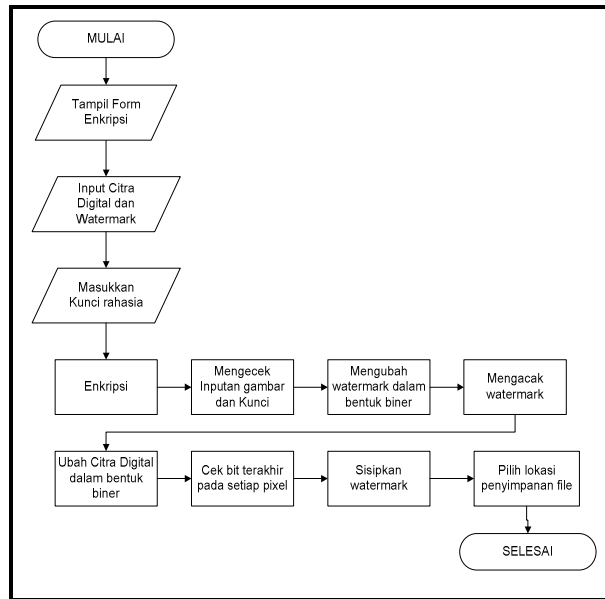 MULAI
Tampil Form
Enkripsi
Input Citra
Digital dan
Watermark
Masukkan
Kunci rahasia
Enkripsi
Mengecek
Inputan gambar
dan Kunci
Mengubah
watermark dalam
bentuk biner
Mengacak
watermark
Ubah Citra Digital
dalam bentuk
biner
Cek bit terakhir
pada setiap pixel
Sisipkan
watermark
Pilih lokasi
penyimpanan file
SELESAI